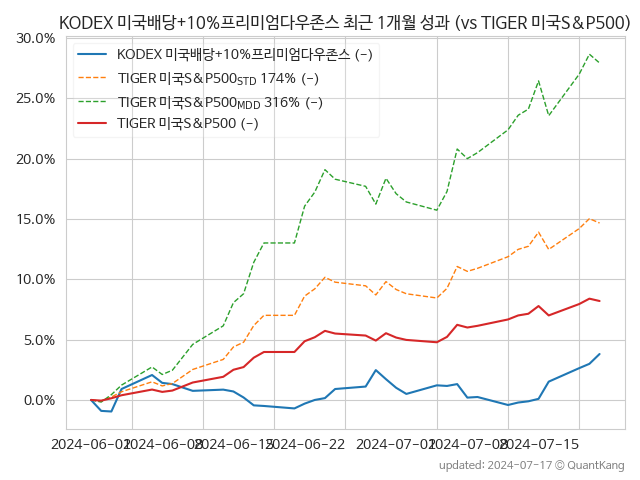 KODEX 미국배당+10%프리미엄다우존스 최근 1개월 성과 (vs TIGER 미국S&P500)
30.0%
25.0%
20.0%
15.0%
10.0%
5.0%
0.0%
KODEX 미국배당+10%프리미엄다우존스 (-)
TIGER 미국S&P500STD 174% (-)
TIGER 미국S&P500MDD 316% (-)
TIGER 미국S&P500 (-)
2024-06-01 2024-06-08 2024-06-15 2024-06-22 2024-07-01 2024-07-08 2024-07-15
updated: 2024-07-17 © QuantKang